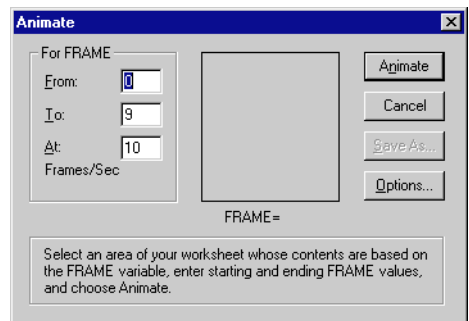 Animate
For FRAME
From: 0
To: 9
At: 10
Frames/Sec
FRAME=
Animate
Cancel
Save As...
Options...
Select an area of your worksheet whose contents are based on
the FRAME variable, enter starting and ending FRAME values,
and choose Animate.